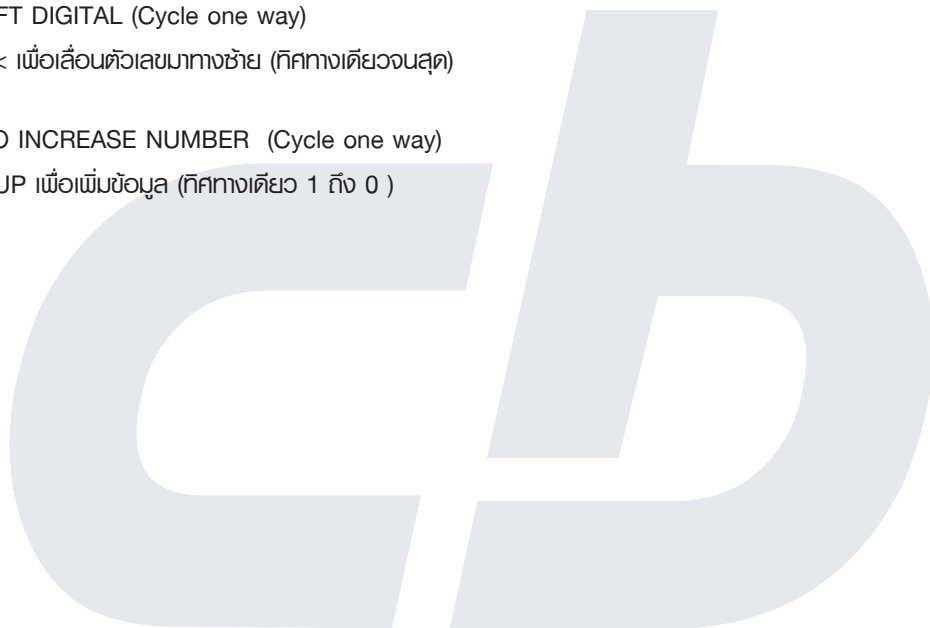 FT DIGITAL (Cycle one way)
< เพื่อเลื่อนตัวเลขมาทางซ้าย (ทิศทางเดียวจนสุด)
INCREASE NUMBER (Cycle one way)
UP เพื่อเพิ่มข้อมูล (ทิศทางเดียว 1 ถึง 0 )
cb